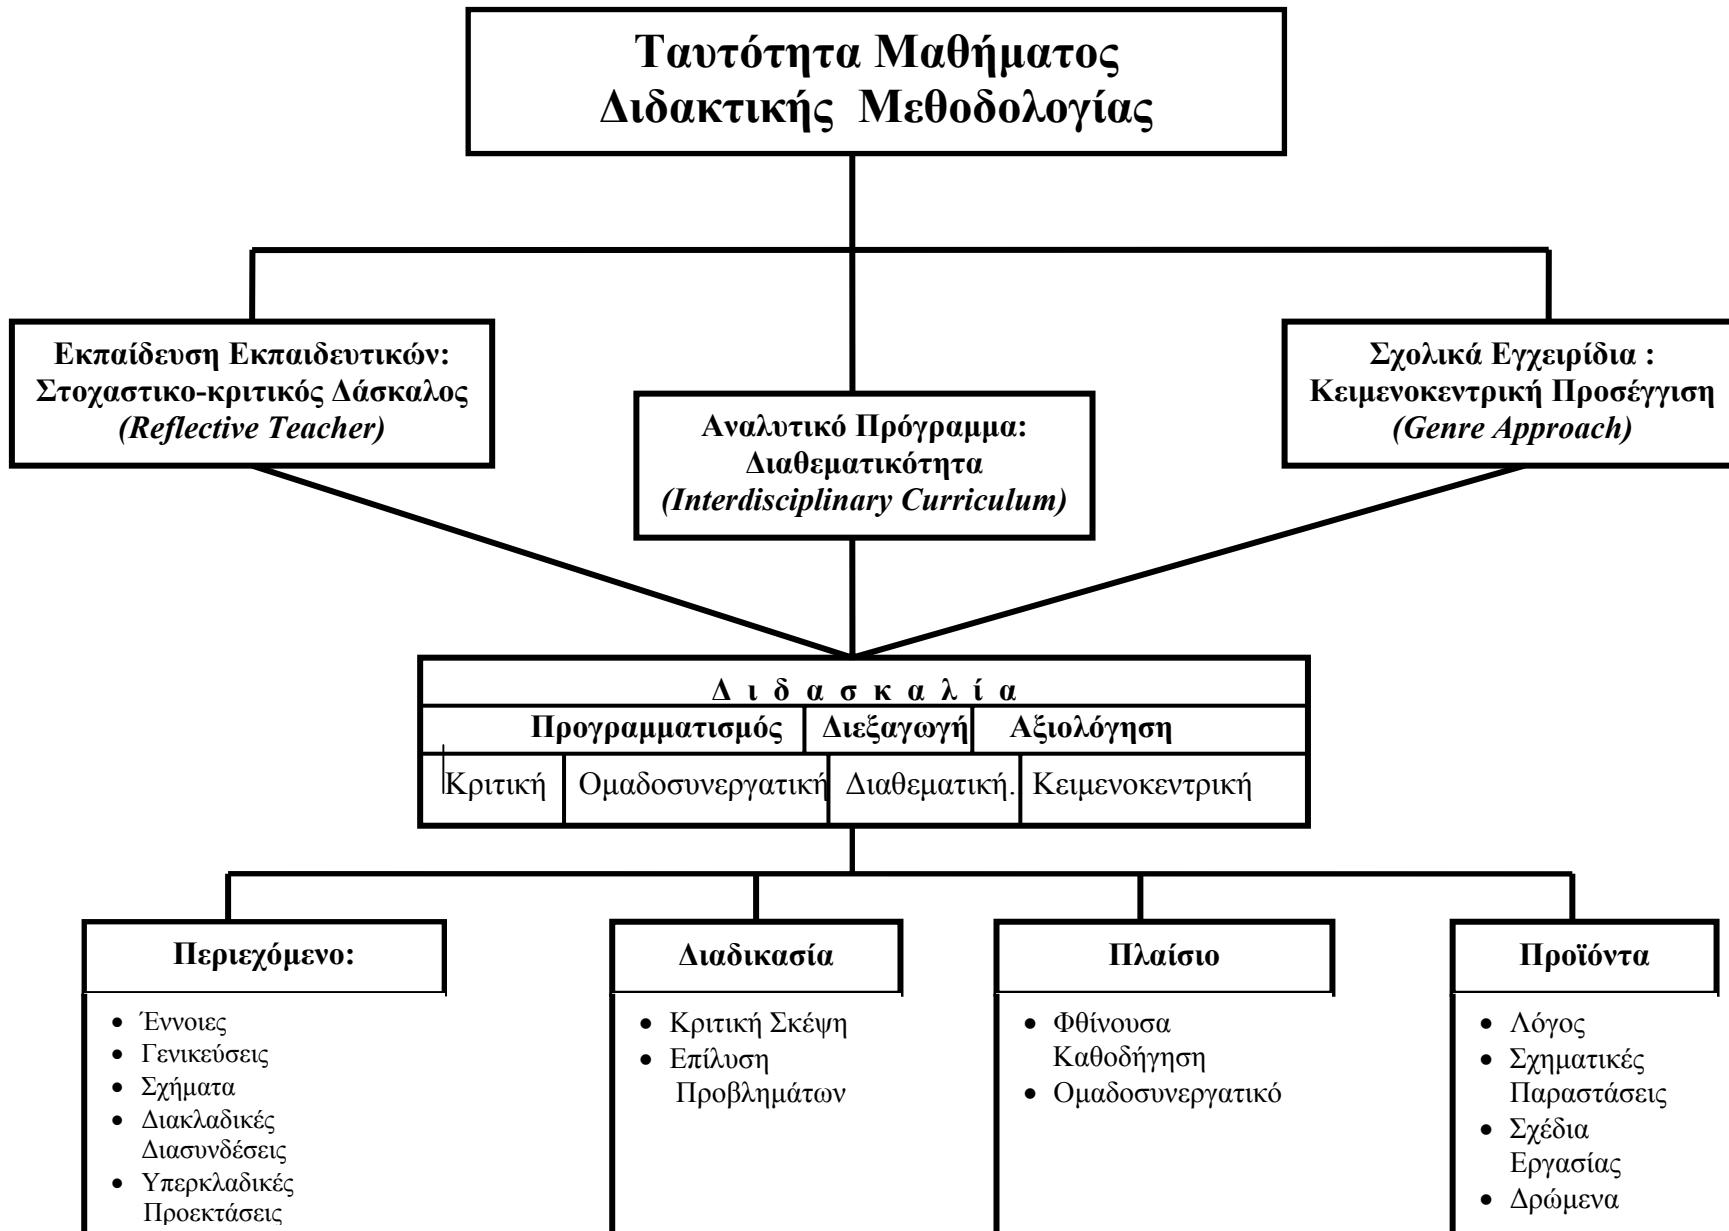 Ταυτότητα Μαθήματος
Διδακτικής Μεθοδολογίας
Εκπαίδευση Εκπαιδευτικών:
Στοχαστικο-κριτικός Δάσκαλος
(Reflective Teacher)
Αναλυτικό Πρόγραμμα:
Διαθεματικότητα
(Interdisciplinary Curriculum)
Σχολικά Εγχειρίδια :
Κειμενοκεντρική Προσέγγιση
(Genre Approach)
Δ ι δ α σ κ α λ ί α
Προγραμματισμός Διεξαγωγή Αξιολόγηση
Κριτική Ομαδοσυνεργατική Διαθεματική. Κειμενοκεντρική
Περιεχόμενο:
• Έννοιες
• Γενικεύσεις
• Σχήματα
• Διακλαδικές
Διασυνδέσεις
• Υπερκλαδικές
Προεκτάσεις
Διαδικασία
• Κριτική Σκέψη
• Επίλυση
Προβλημάτων
Πλαίσιο
• Φθίνουσα
Καθοδήγηση
• Ομαδοσυνεργατικό
Προϊόντα
• Λόγος
• Σχηματικές
Παραστάσεις
• Σχέδια
Εργασίας
• Δρώμενα